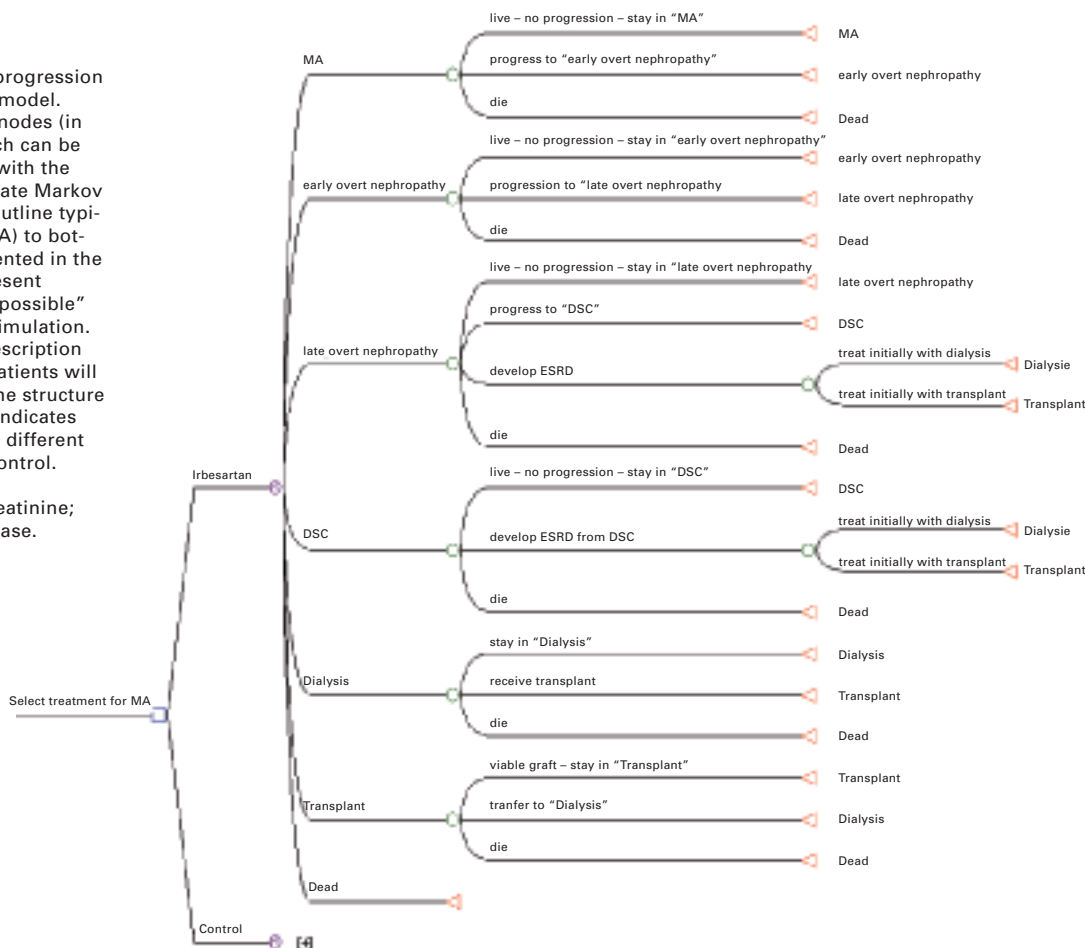 progression
model.
nodes (in
ch can be
with the
ate Markov
utline typi-
A) to bot-
ented in the
esent
possible”
imulation.
escription
atients will
ne structure
ndicates
different
ontrol.
eatinine;
ase.
Select treatment for MA
Irbesartan
MA
live – no progression – stay in “MA”
MA
progress to “early overt nephropathy”
early overt nephropathy
die
Dead
early overt nephropathy
live – no progression – stay in “early overt nephropathy”
early overt nephropathy
progression to “late overt nephropathy
late overt nephropathy
die
Dead
late overt nephropathy
live – no progression – stay in “late overt nephropathy
late overt nephropathy
progress to “DSC”
DSC
develop ESRD
treat initially with dialysis
Dialysie
treat initially with transplant
Transplant
die
Dead
DSC
live – no progression – stay in “DSC”
DSC
develop ESRD from DSC
treat initially with dialysis
Dialysie
treat initially with transplant
Transplant
die
Dead
Dialysis
stay in “Dialysis”
Dialysis
receive transplant
Transplant
die
Dead
Transplant
viable graft – stay in “Transplant”
Transplant
tranfer to “Dialysis”
Dialysis
die
Dead
Dead
Control
[+]